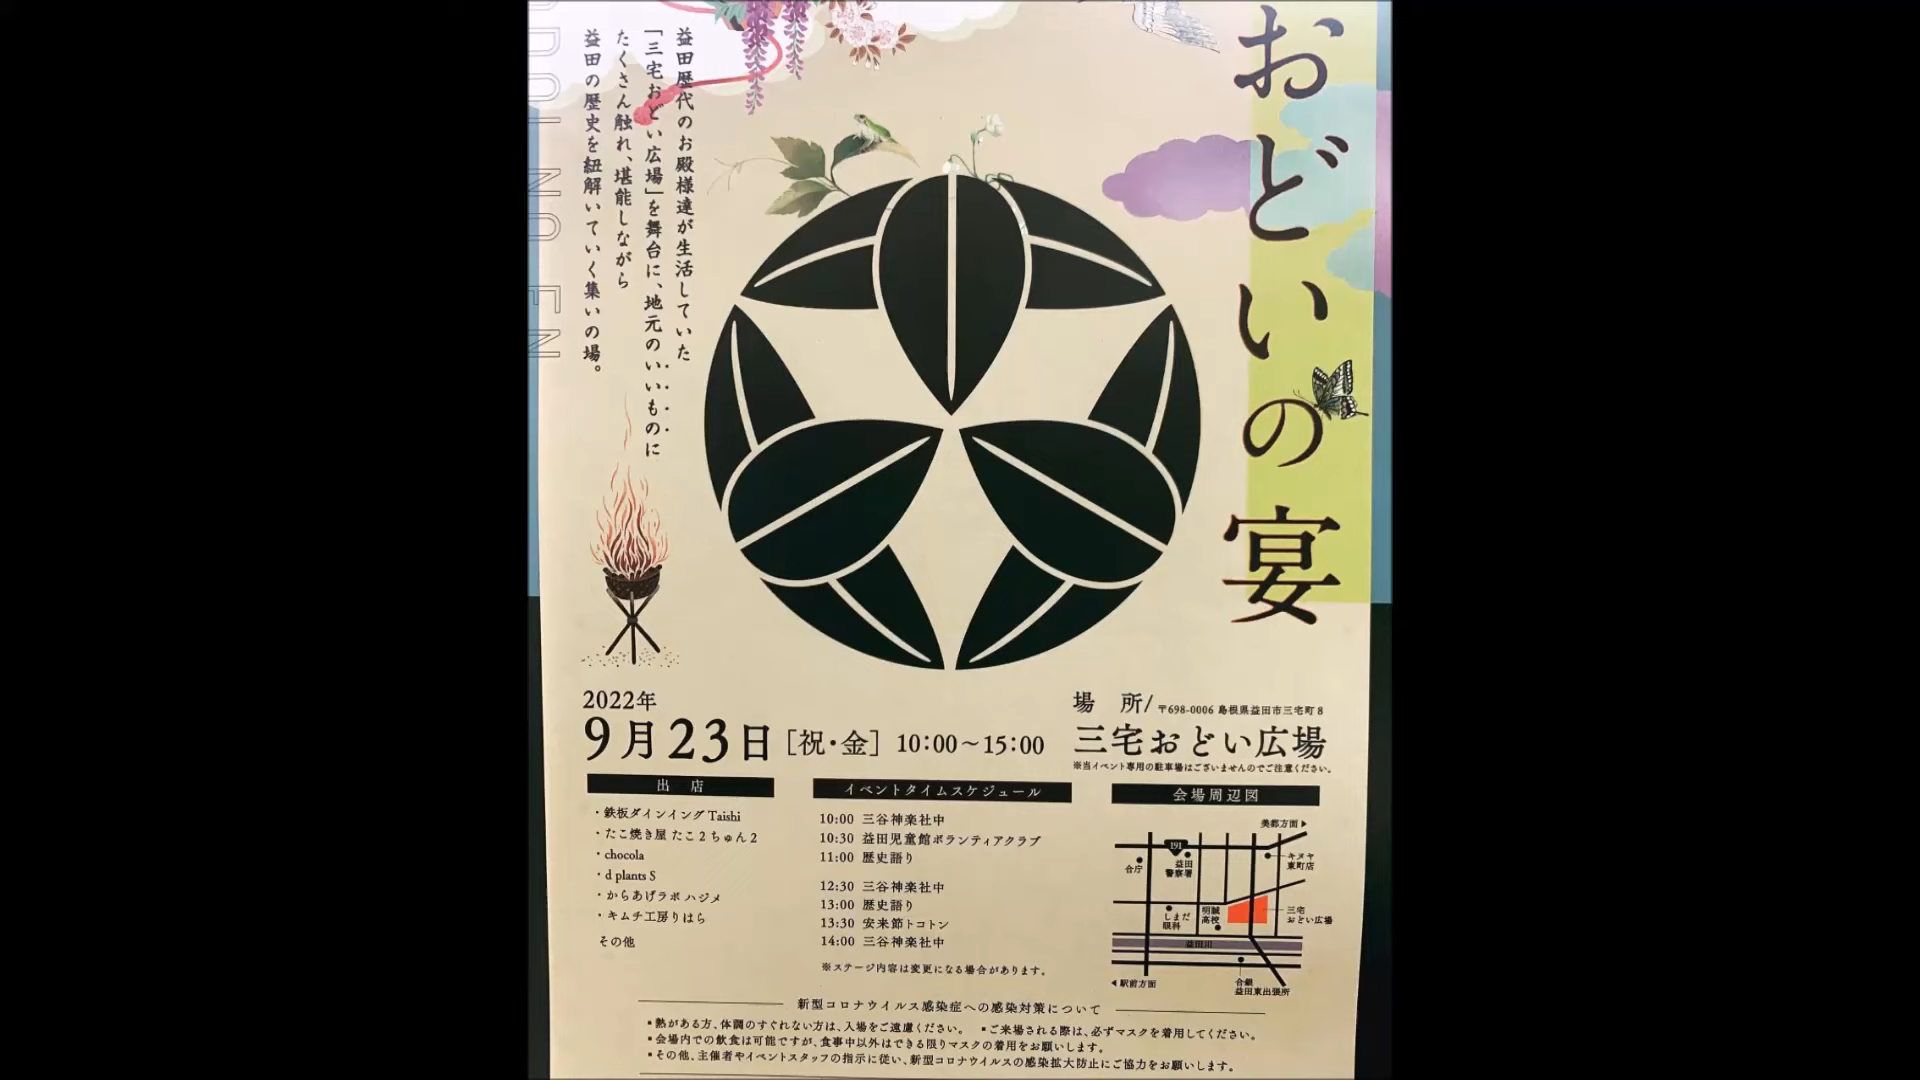 おどいの宴
益田歴代のお殿様達が生活していた
「三宅おどい広場」を舞台に、地元のいいものに
たくさん触れ、堪能しながら
益田の歴史を紐解いていく集いの場。
ODOI NO EN
2022年
9月23日[祝・金] 10:00〜15:00
場 所/〒698-0006 島根県益田市三宅町8
三宅おどい広場
※当イベント専用の駐車場はございませんのでご注意ください。
出 店
・鉄板ダインイング Taishi
・たこ焼き屋 たこ2ちゅん2
・chocola
・d plants S
・からあげラボ ハジメ
・キムチ工房りはら
その他
イベントタイムスケジュール
10:00 三谷神楽社中
10:30 益田児童館ボランティアクラブ
11:00 歴史語り
12:30 三谷神楽社中
13:00 歴史語り
13:30 安来節トコトン
14:00 三谷神楽社中
※ステージ内容は変更になる場合があります。
会場周辺図
美都方面▶
191
合庁
益田
警察署
キヌヤ
東町店
しまだ
眼科
明誠
高校
三宅
おどい広場
益田川
◀駅前方面
合銀
益田東出張所
新型コロナウイルス感染症への感染対策について
▪熱がある方、体調のすぐれない方は、入場をご遠慮ください。 ▪ご来場される際は、必ずマスクを着用してください。
▪会場内での飲食は可能ですが、食事中以外はできる限りマスクの着用をお願いします。
▪その他、主催者やイベントスタッフの指示に従い、新型コロナウイルスの感染拡大防止にご協力をお願いします。